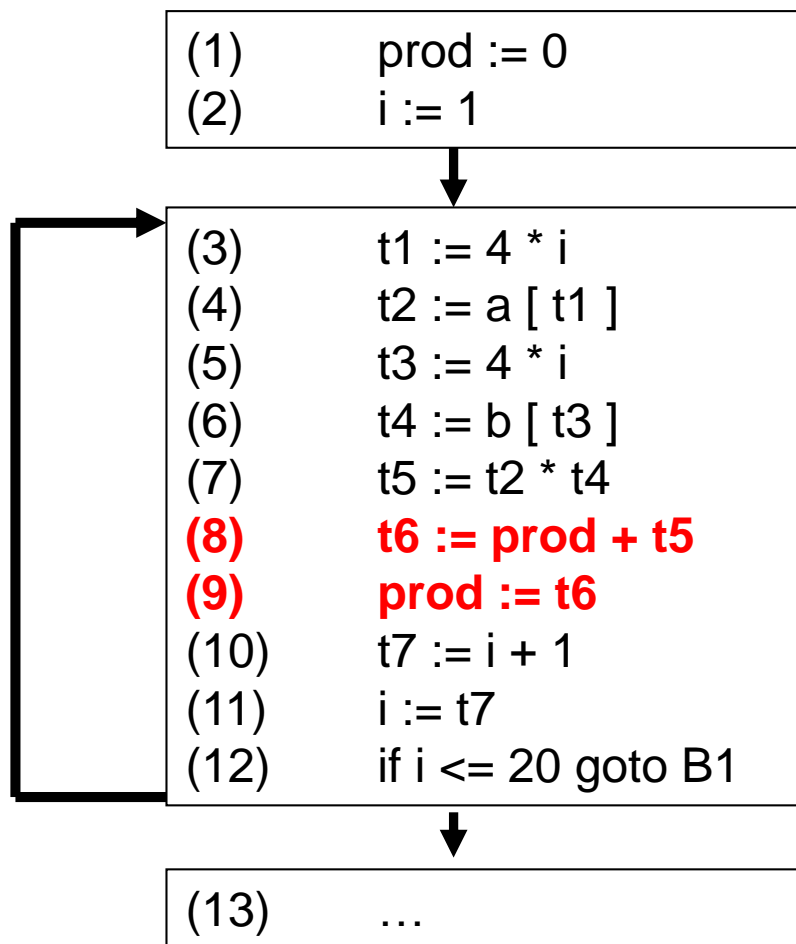 (1) prod := 0
(2) i := 1
(3) t1 := 4 * i
(4) t2 := a [ t1 ]
(5) t3 := 4 * i
(6) t4 := b [ t3 ]
(7) t5 := t2 * t4
(8) t6 := prod + t5
(9) prod := t6
(10) t7 := i + 1
(11) i := t7
(12) if i <= 20 goto B1
(13) …